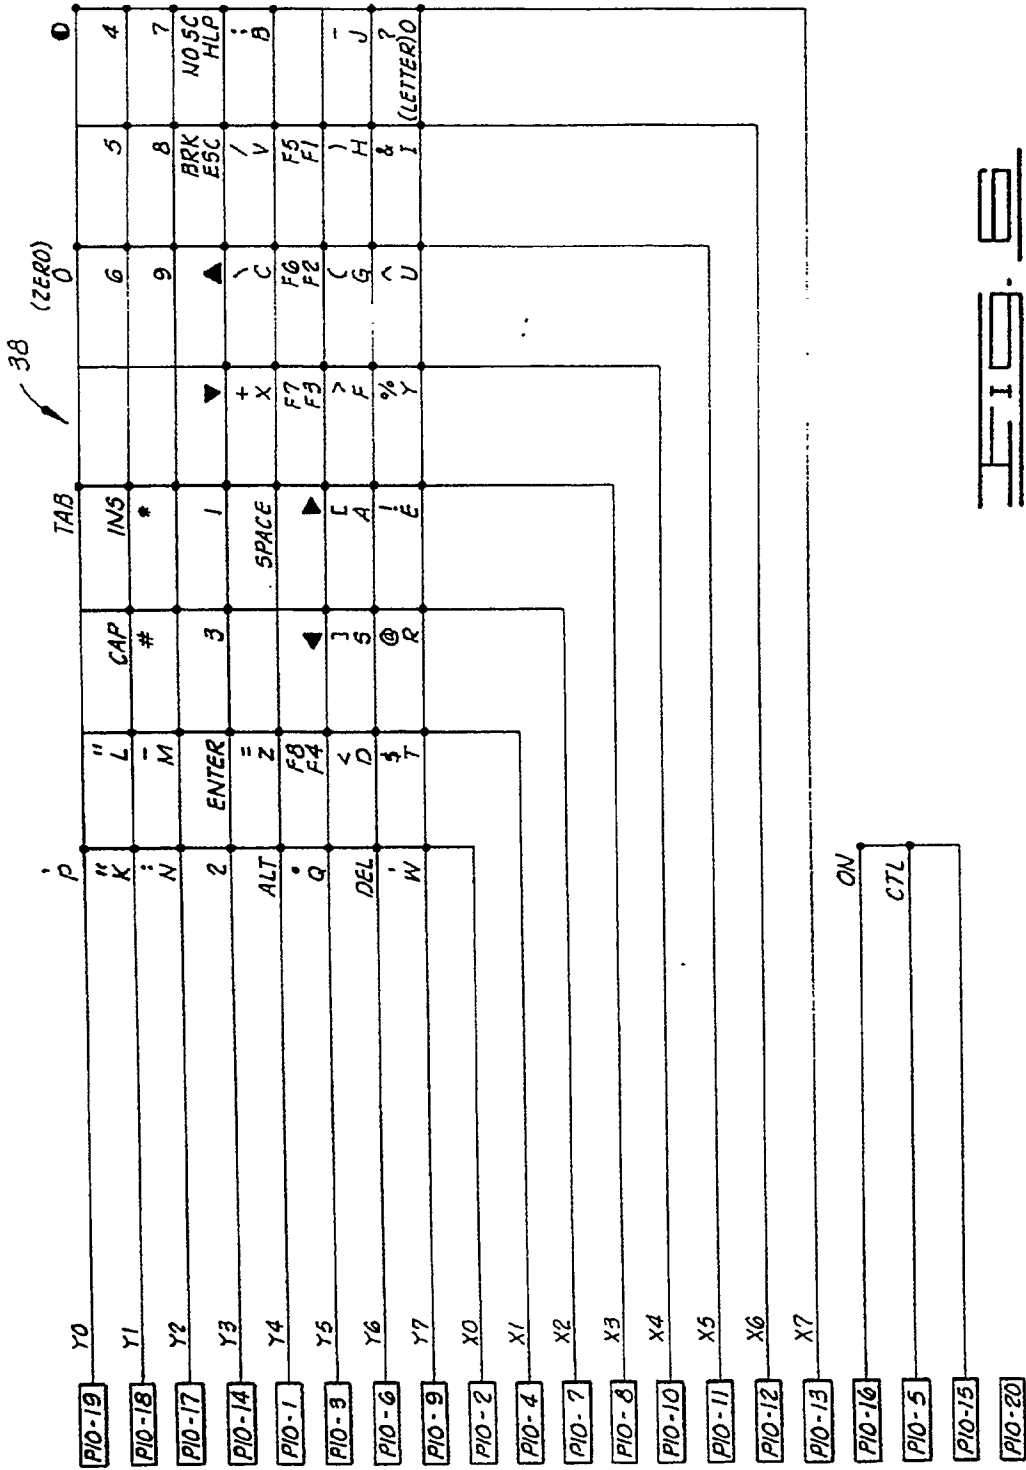 38
(ZERO)
' TAB 0 ◐
Y0 P
PIO-19
" " CAP INS 6 5 4
Y1 K L
PIO-18
: - # * 9 8 7
Y2 N M
PIO-17
BRK NO SC
Y3 2 ENTER 3 1 ▼ ▲ ESC HLP
PIO-14
= + \ / ;
Y4 ALT Z SPACE X C V B
PIO-1
• F8 F7 F6 F5
Y5 Q F4 ◀ ▶ F3 F2 F1
PIO-3
< ] [ > ( ) -
Y6 DEL D S A F G H J
PIO-6
' $ @ ! % ^ & ?
Y7 W T R E Y U I (LETTER)O
PIO-9
X0
PIO-2
X1
PIO-4
X2
PIO-7
X3
PIO-8
X4
PIO-10
X5
PIO-11
X6
PIO-12
X7
PIO-13
ON
PIO-16
CTL
PIO-5
PIO-15
PIO-20
FIG. 6